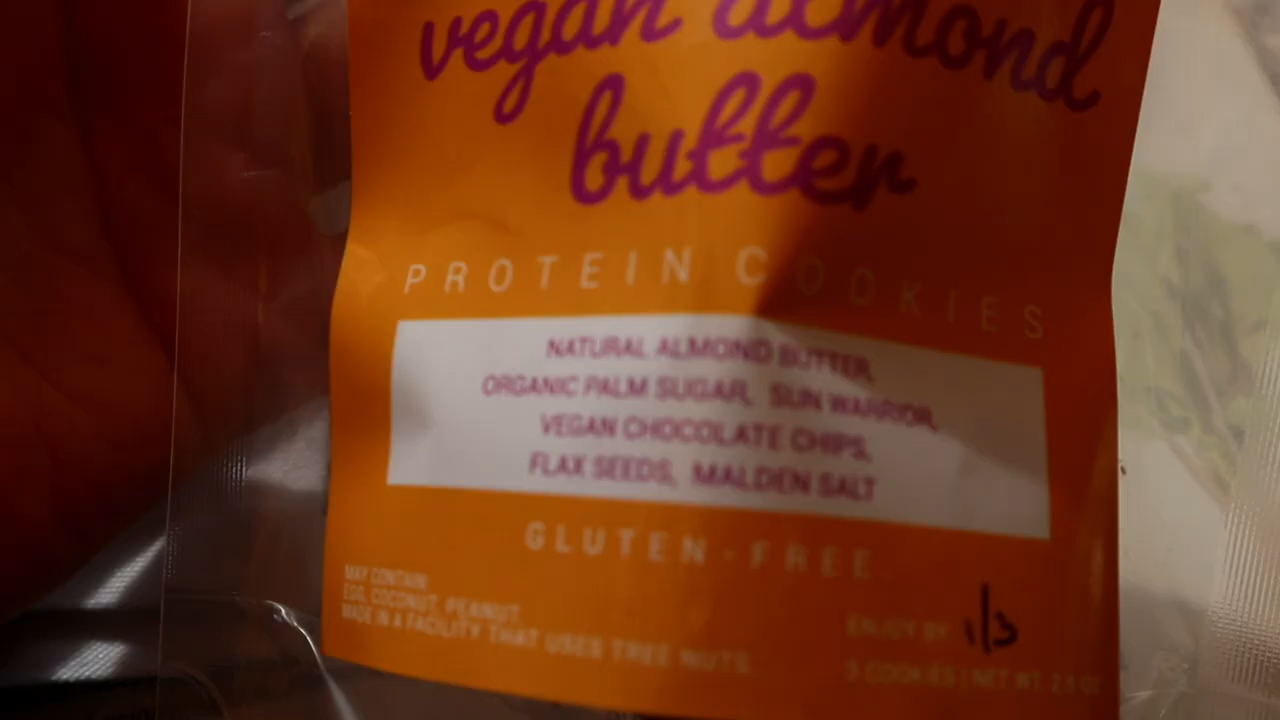 vegan almond
butter
PROTEIN COOKIES
NATURAL ALMOND BUTTER,
ORGANIC PALM SUGAR, SUN WARRIOR,
VEGAN CHOCOLATE CHIPS,
FLAX SEEDS, MALDEN SALT
GLUTEN-FREE
MAY CONTAIN:
EGG, COCONUT, PEANUT.
MADE IN A FACILITY THAT USES TREE NUTS.
ENJOY BY 1/3
3 COOKIES | NET WT. 2.5 OZ